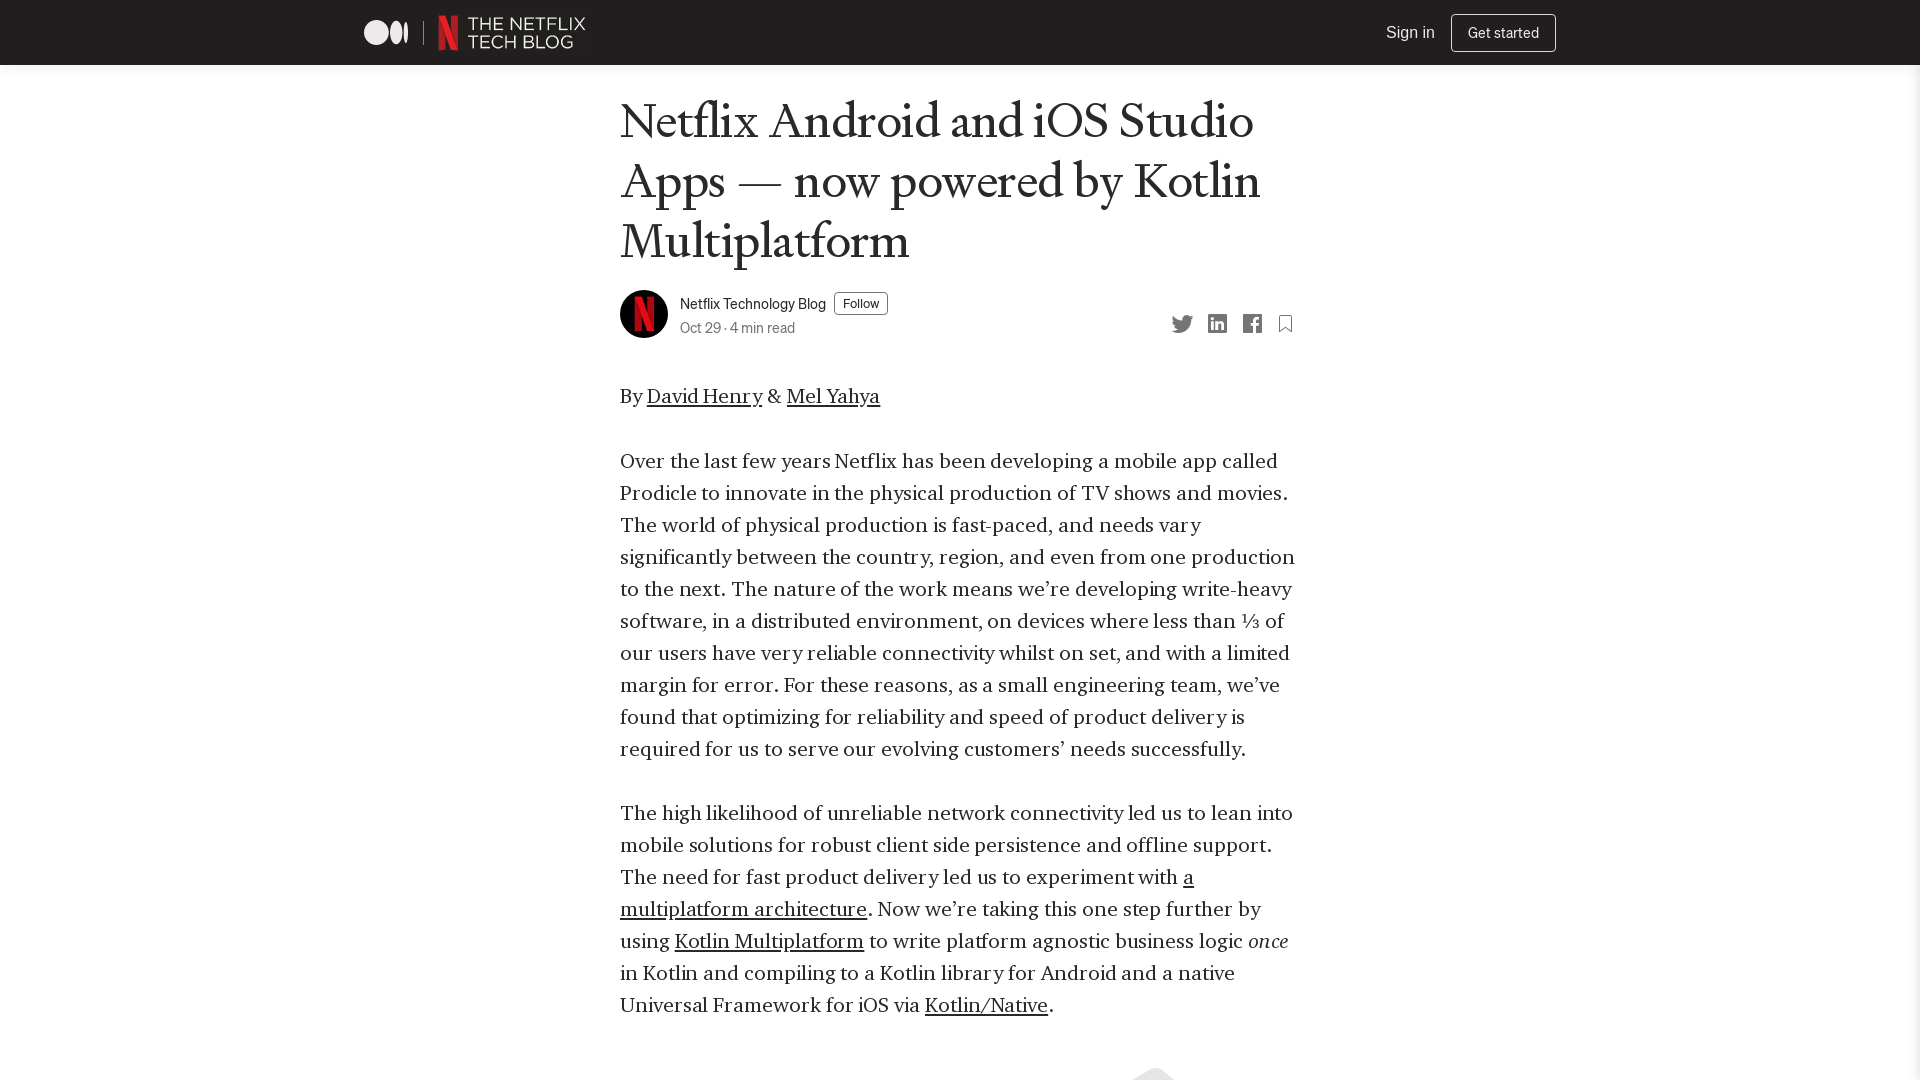 THE NETFLIX
TECH BLOG
Sign in
Get started
Netflix Android and iOS Studio
Apps — now powered by Kotlin
Multiplatform
Netflix Technology Blog
Follow
Oct 29 · 4 min read
By David Henry & Mel Yahya
Over the last few years Netflix has been developing a mobile app called
Prodicle to innovate in the physical production of TV shows and movies.
The world of physical production is fast-paced, and needs vary
significantly between the country, region, and even from one production
to the next. The nature of the work means we’re developing write-heavy
software, in a distributed environment, on devices where less than ⅓ of
our users have very reliable connectivity whilst on set, and with a limited
margin for error. For these reasons, as a small engineering team, we’ve
found that optimizing for reliability and speed of product delivery is
required for us to serve our evolving customers’ needs successfully.
The high likelihood of unreliable network connectivity led us to lean into
mobile solutions for robust client side persistence and offline support.
The need for fast product delivery led us to experiment with a
multiplatform architecture. Now we’re taking this one step further by
using Kotlin Multiplatform to write platform agnostic business logic once
in Kotlin and compiling to a Kotlin library for Android and a native
Universal Framework for iOS via Kotlin/Native.